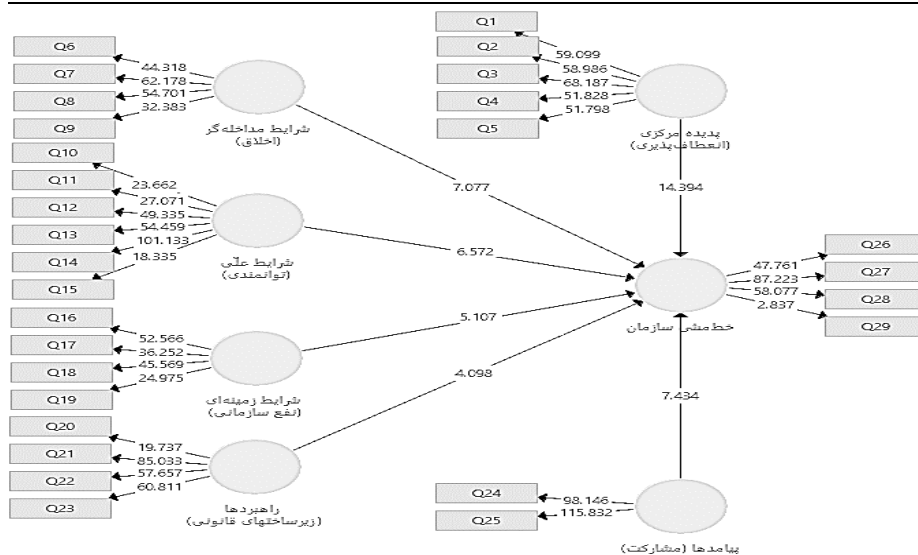 Q1
Q2
Q3
Q4
Q5
59.099
58.986
68.187
51.828
51.798
پدیده مرکزی
(انعطاف‌پذیری)
14.394
Q6
Q7
Q8
Q9
44.318
62.178
54.701
32.383
شرایط مداخله‌گر
(اخلاق)
7.077
Q10
Q11
Q12
Q13
Q14
Q15
23.662
27.071
49.335
54.459
101.133
18.335
شرایط علّی
(توانمندی)
6.572
Q16
Q17
Q18
Q19
52.566
36.252
45.569
24.975
شرایط زمینه‌ای
(نفع سازمانی)
5.107
Q20
Q21
Q22
Q23
19.737
85.033
57.657
60.811
راهبردها
(زیرساختهای قانونی)
4.098
Q26
Q27
Q28
Q29
47.761
87.223
58.077
2.837
خط‌مشی سازمان
7.434
Q24
Q25
98.146
115.832
پیامدها (مشارکت)